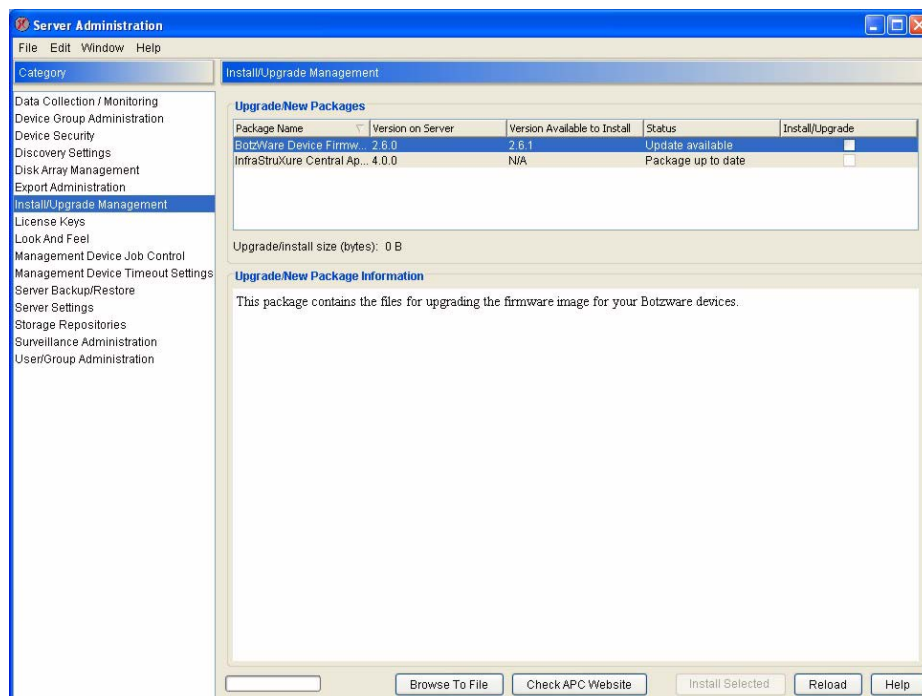 Server Administration
File Edit Window Help
Category
Install/Upgrade Management
Data Collection / Monitoring
Device Group Administration
Device Security
Discovery Settings
Disk Array Management
Export Administration
Install/Upgrade Management
License Keys
Look And Feel
Management Device Job Control
Management Device Timeout Settings
Server Backup/Restore
Server Settings
Storage Repositories
Surveillance Administration
User/Group Administration
Upgrade/New Packages
Package Name Version on Server Version Available to Install Status Install/Upgrade
BotzWare Device Firmw... 2.6.0 2.6.1 Update available
InfraStruXure Central Ap... 4.0.0 N/A Package up to date
Upgrade/install size (bytes): 0 B
Upgrade/New Package Information
This package contains the files for upgrading the firmware image for your Botzware devices.
Browse To File Check APC Website Install Selected Reload Help